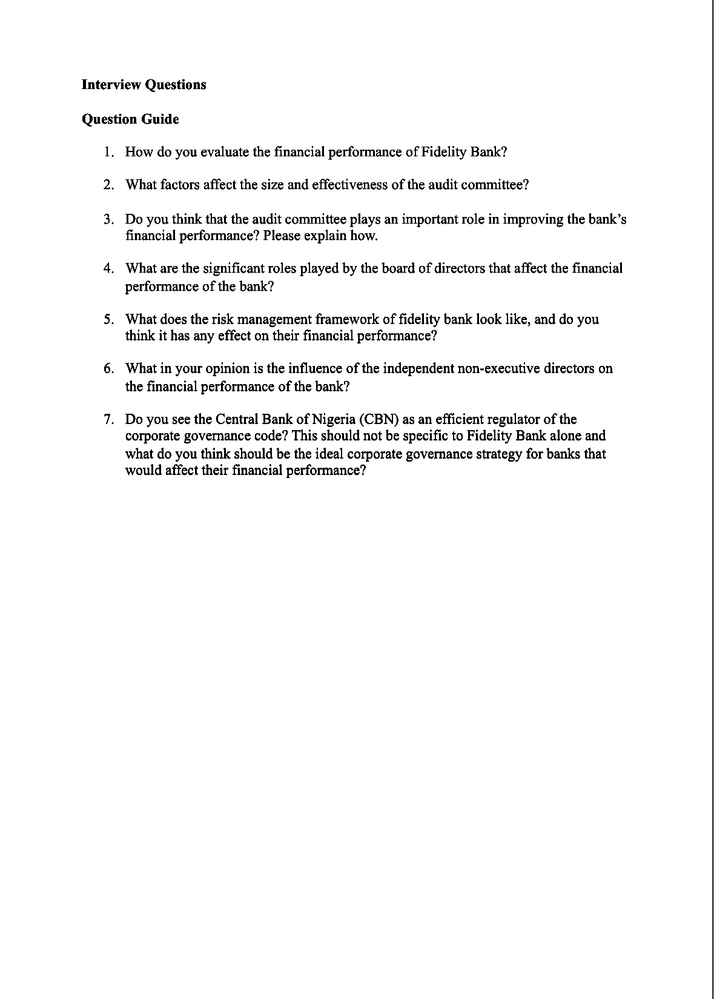 Interview Questions
Question Guide
1. How do you evaluate the financial performance of Fidelity Bank?
2. What factors affect the size and effectiveness of the audit committee?
3. Do you think that the audit committee plays an important role in improving the bank’s
financial performance? Please explain how.
4. What are the significant roles played by the board of directors that affect the financial
performance of the bank?
5. What does the risk management framework of fidelity bank look like, and do you
think it has any effect on their financial performance?
6. What in your opinion is the influence of the independent non-executive directors on
the financial performance of the bank?
7. Do you see the Central Bank of Nigeria (CBN) as an efficient regulator of the
corporate governance code? This should not be specific to Fidelity Bank alone and
what do you think should be the ideal corporate governance strategy for banks that
would affect their financial performance?